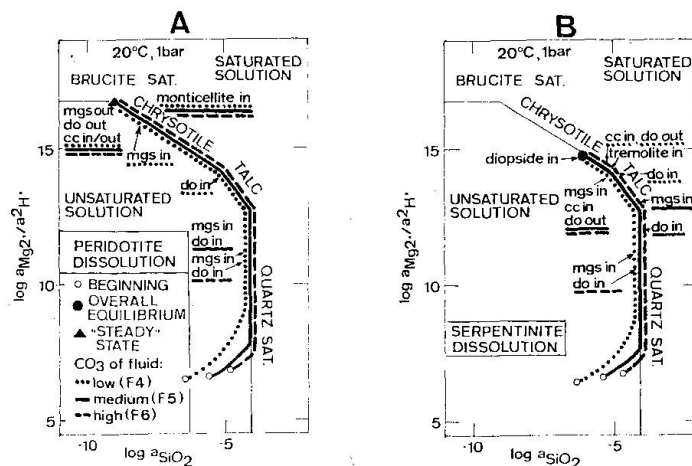 A
20°C, 1bar
SATURATED
SOLUTION
BRUCITE SAT.
monticellite in
mgs out
do out
cc in/out
CHRYSOTILE
TALC
mgs in
do in
15
UNSATURATED
SOLUTION
PERIDOTITE
DISSOLUTION
mgs in
do in
mgs in
do in
QUARTZ SAT.
○ BEGINNING
● OVERALL
EQUILIBRIUM
▲ "STEADY"
STATE
CO3 of fluid:
low (F4)
medium (F5)
high (F6)
10
5
log aMg2+/a2H+
-10
-5
log aSiO2
B
20°C, 1bar
SATURATED
SOLUTION
BRUCITE SAT.
CHRYSOTILE
TALC
cc in, do out
tremolite in
diopside in
do in
15
UNSATURATED
SOLUTION
mgs in
cc in
do out
mgs in
do in
mgs in
do in
QUARTZ SAT.
SERPENTINITE
DISSOLUTION
10
5
log aMg2+/a2H+
-10
-5
log aSiO2